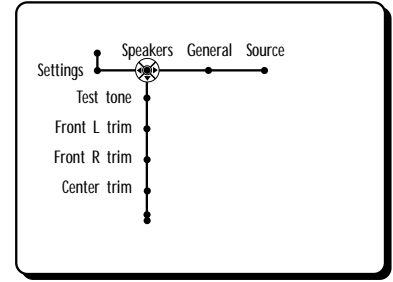 Speakers General Source
Settings
Test tone
Front L trim
Front R trim
Center trim